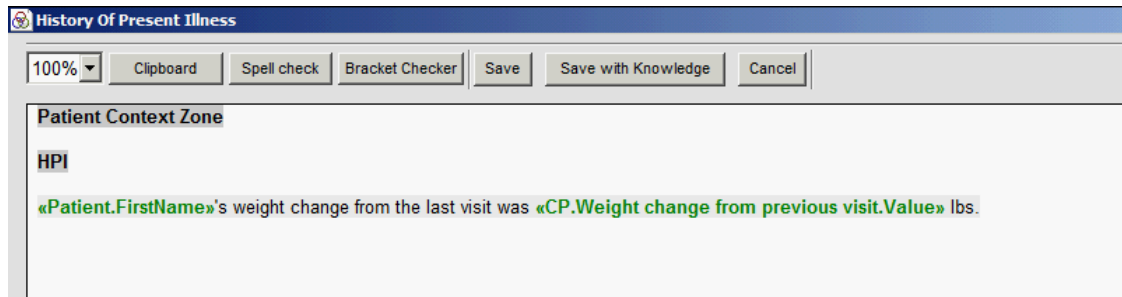 History Of Present Illness
100% Clipboard Spell check Bracket Checker Save Save with Knowledge Cancel
Patient Context Zone
HPI
«Patient.FirstName»'s weight change from the last visit was «CP.Weight change from previous visit.Value» lbs.